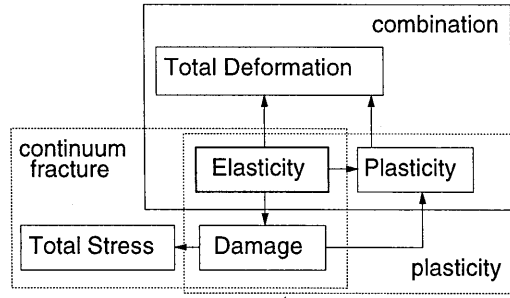 combination
Total Deformation
continuum
fracture
Elasticity
Plasticity
Total Stress
Damage
plasticity